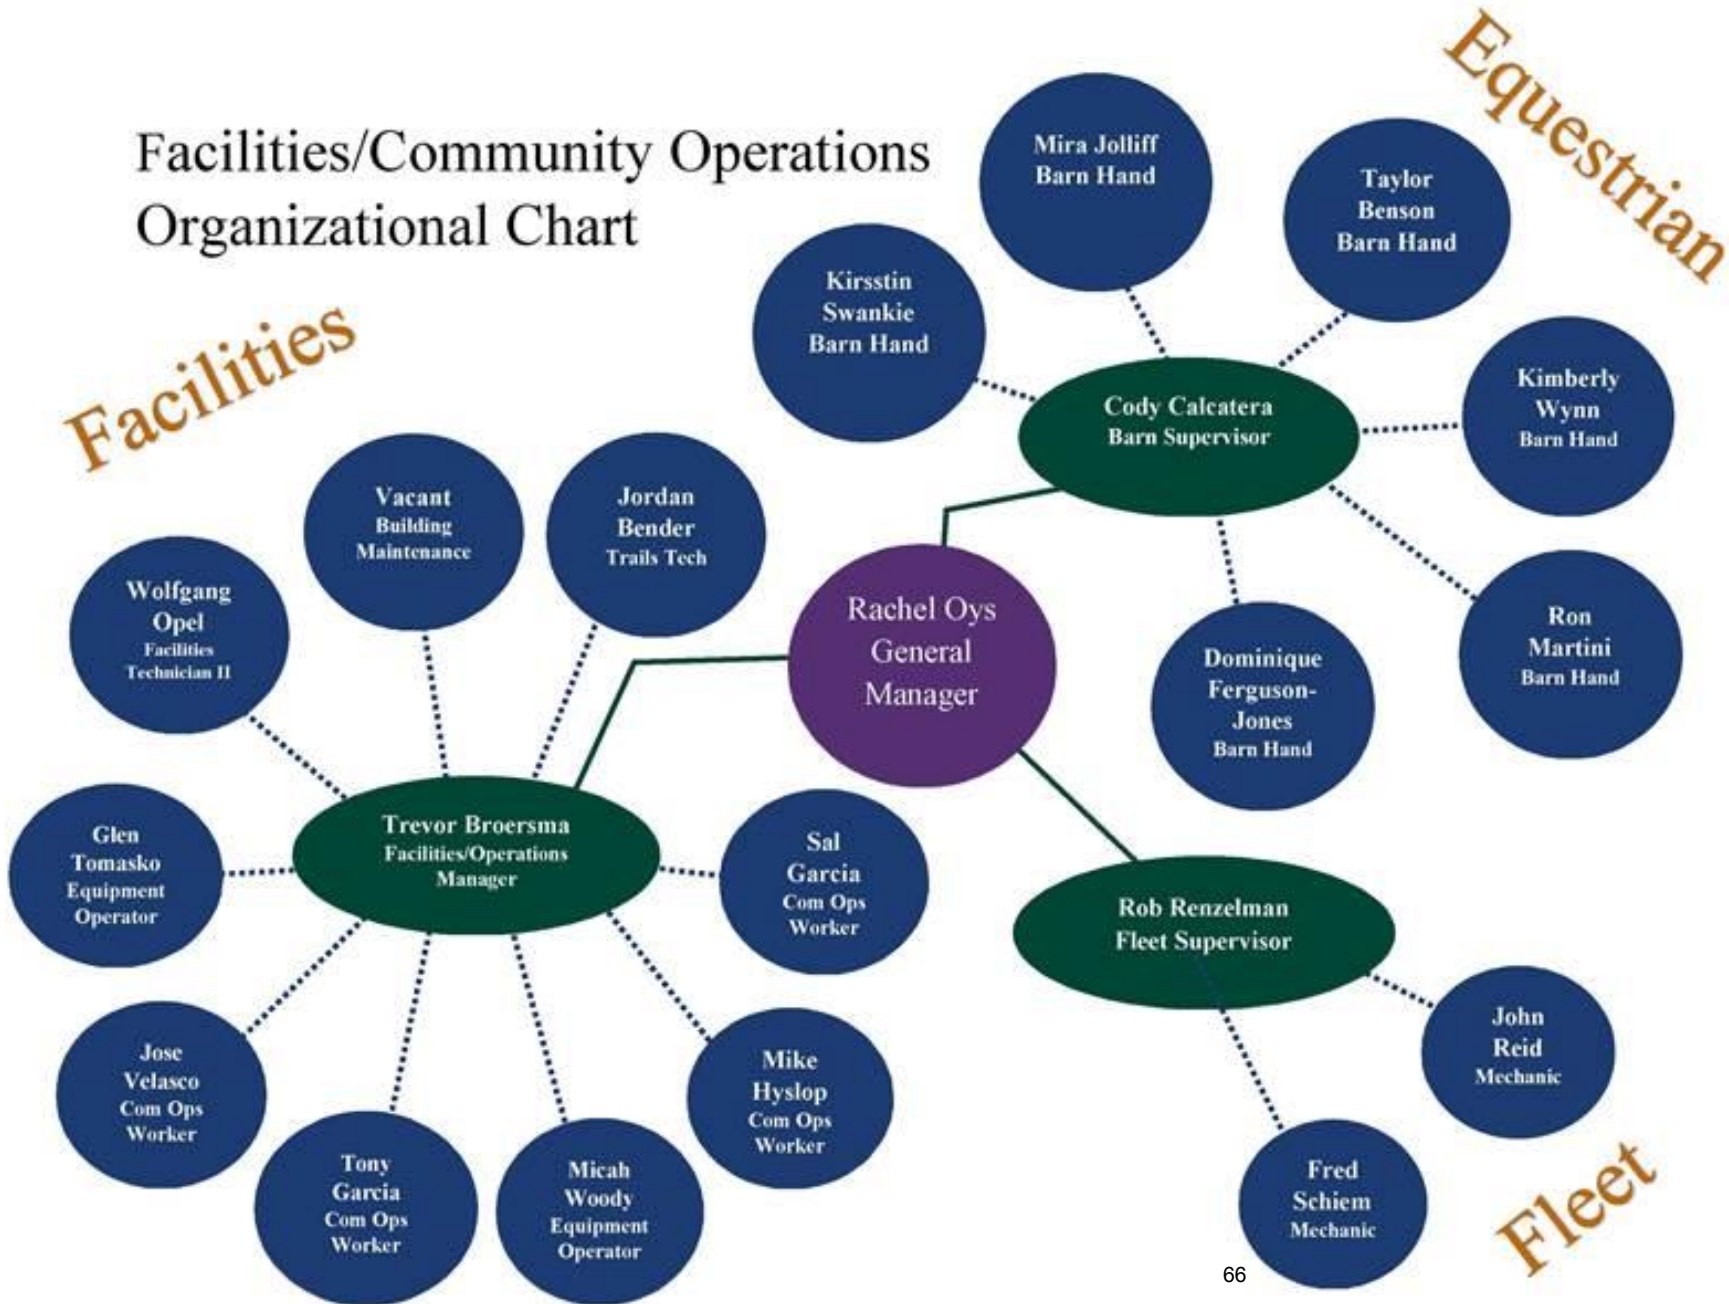 Facilities/Community Operations
Organizational Chart
Equestrian
Facilities
Fleet
Mira Jolliff
Barn Hand
Taylor
Benson
Barn Hand
Kirsstin
Swankie
Barn Hand
Kimberly
Wynn
Barn Hand
Cody Calcatera
Barn Supervisor
Ron
Martini
Barn Hand
Dominique
Ferguson-
Jones
Barn Hand
Rachel Oys
General
Manager
Vacant
Building
Maintenance
Jordan
Bender
Trails Tech
Wolfgang
Opel
Facilities
Technician II
Trevor Broersma
Facilities/Operations
Manager
Glen
Tomasko
Equipment
Operator
Sal
Garcia
Com Ops
Worker
Jose
Velasco
Com Ops
Worker
Tony
Garcia
Com Ops
Worker
Micah
Woody
Equipment
Operator
Mike
Hyslop
Com Ops
Worker
Rob Renzelman
Fleet Supervisor
John
Reid
Mechanic
Fred
Schiem
Mechanic
66